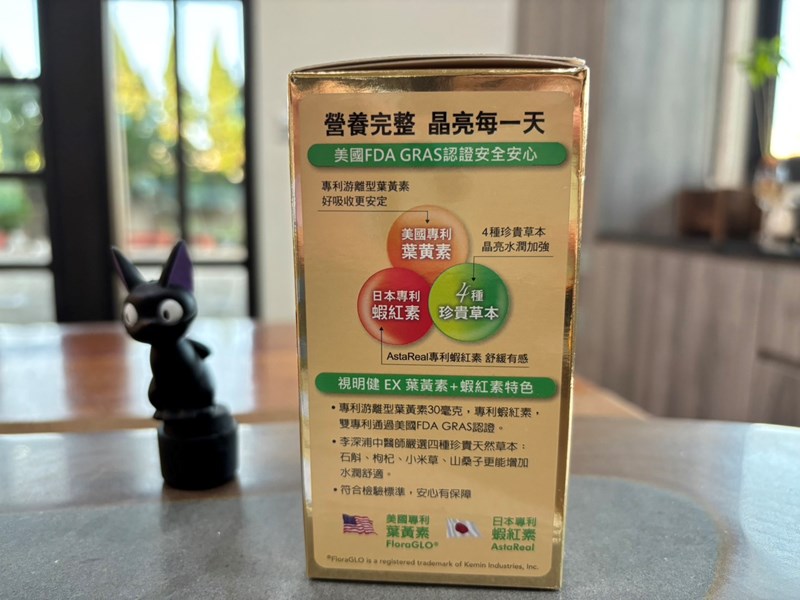 營養完整 晶亮每一天
美國FDA GRAS認證安全安心
專利游離型葉黃素
好吸收更安定
美國專利
葉黃素
4種珍貴草本
晶亮水潤加強
日本專利
蝦紅素
4種
珍貴草本
AstaReal專利蝦紅素 舒緩有感
視明健 EX 葉黃素+蝦紅素特色
•專利游離型葉黃素30毫克，專利蝦紅素，
雙專利通過美國FDA GRAS認證。
•李深浦中醫師嚴選四種珍貴天然草本：
石斛、枸杞、小米草、山桑子更能增加
水潤舒適。
•符合檢驗標準，安心有保障
美國專利
葉黃素
FloraGLO®
日本專利
蝦紅素
AstaReal
®FloraGLO is a registered trademark of Kemin Industries, Inc.